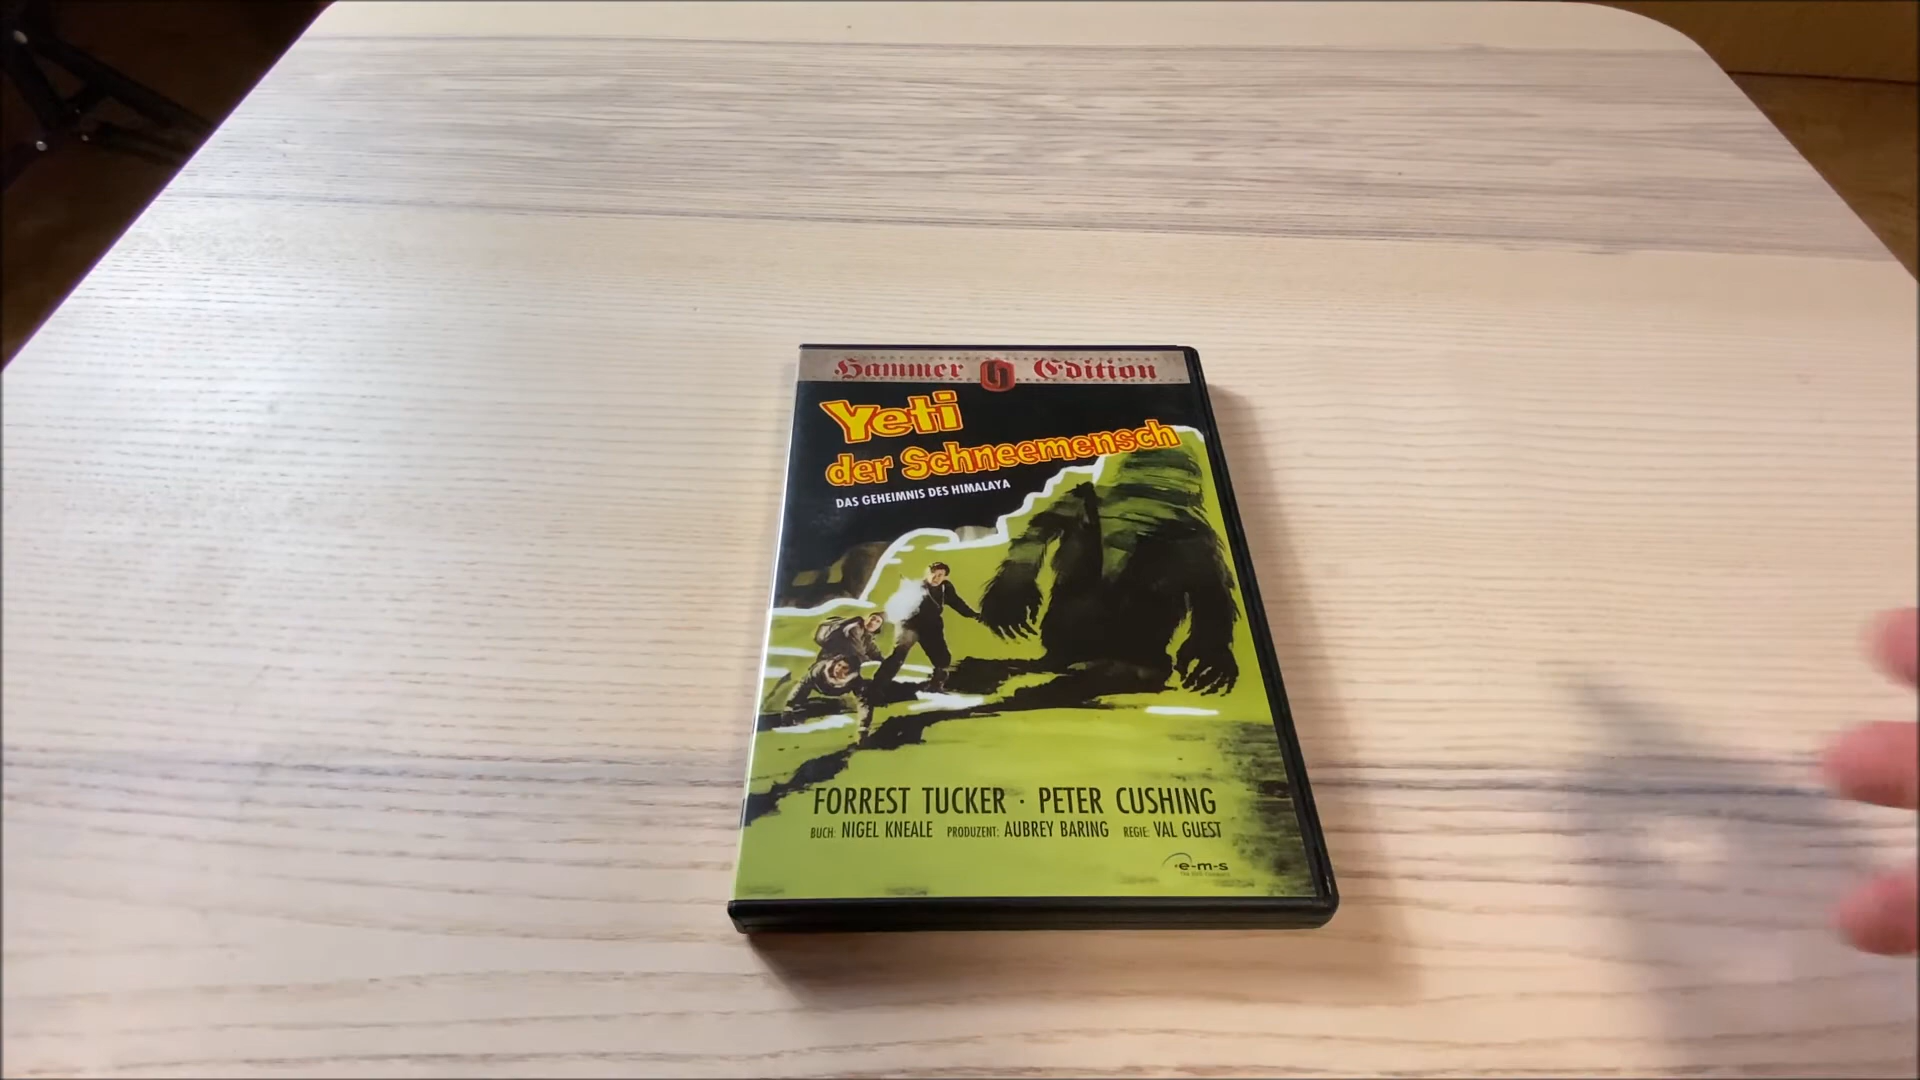 Hammer Edition
Yeti
der Schneemensch
DAS GEHEIMNIS DES HIMALAYA
FORREST TUCKER · PETER CUSHING
BUCH: NIGEL KNEALE PRODUZENT: AUBREY BARING REGIE: VAL GUEST
e-m-s